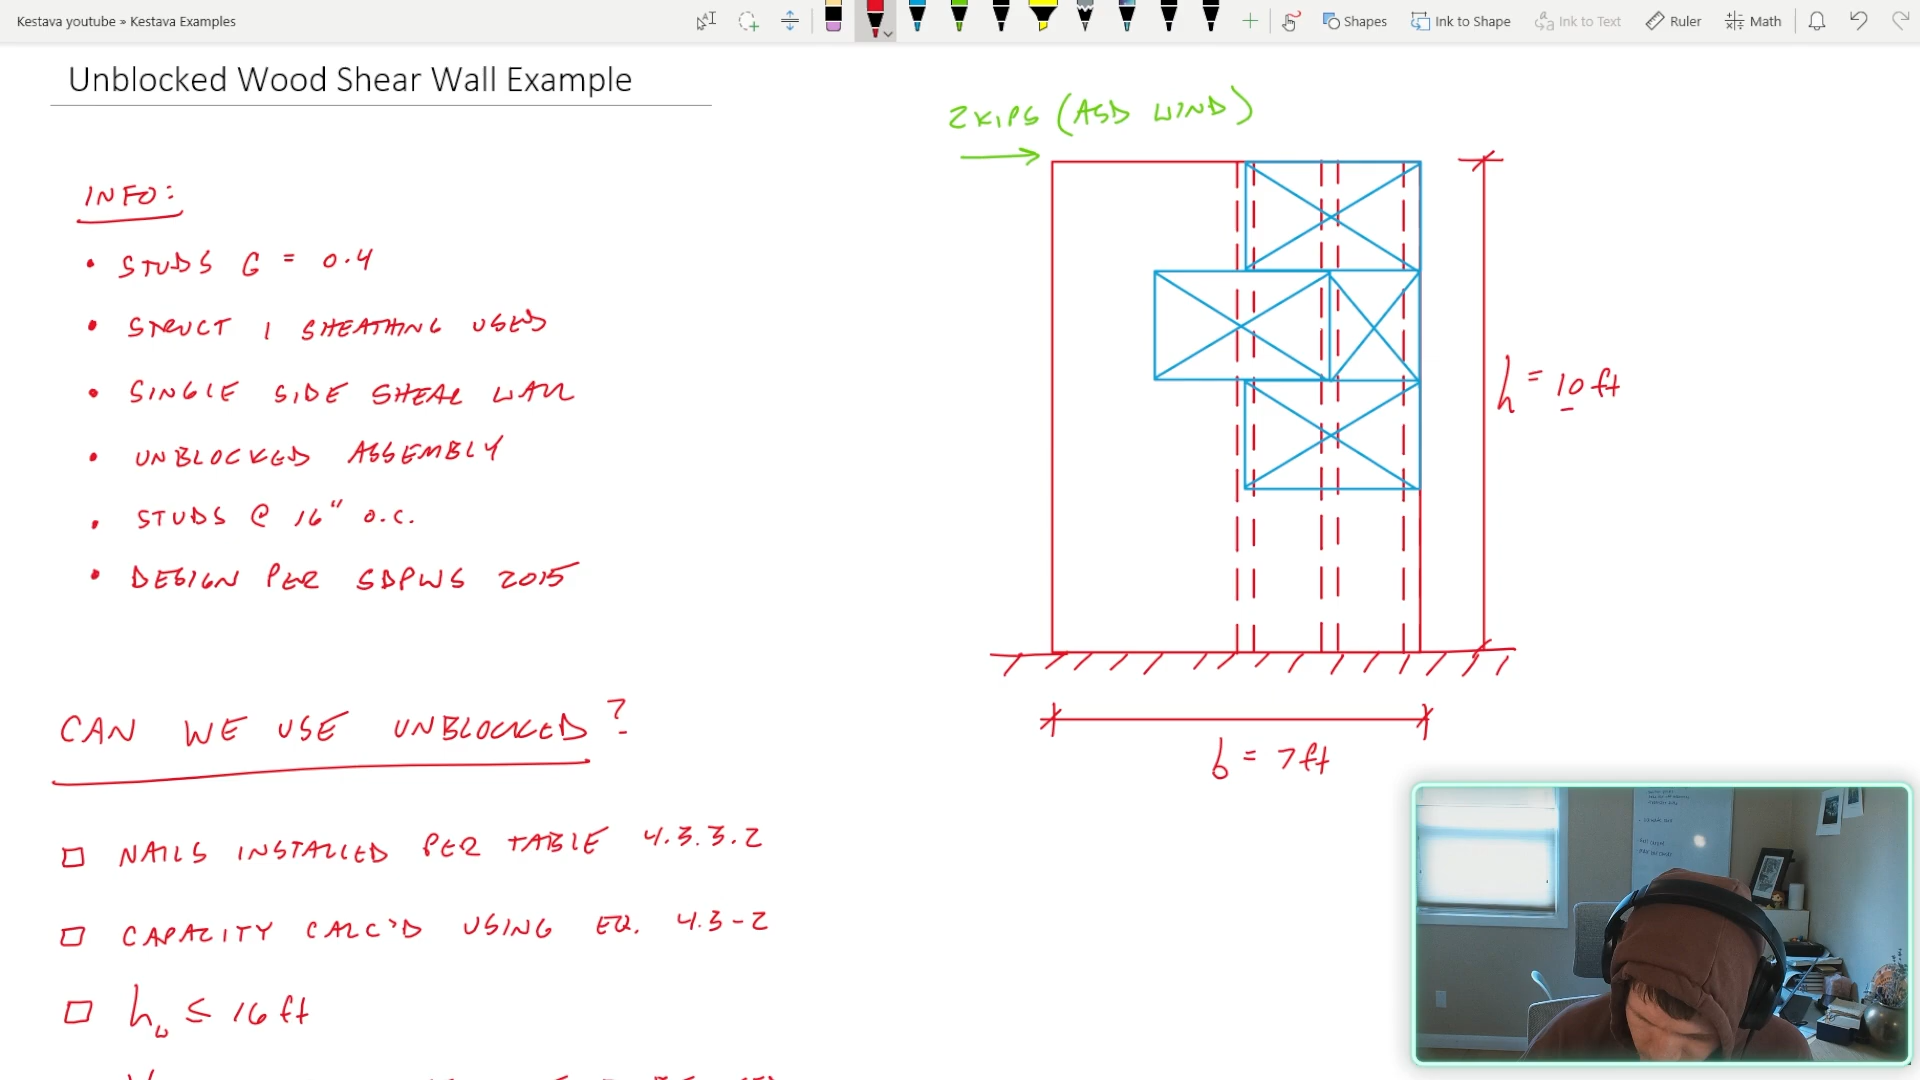 Kestava youtube » Kestava Examples
Shapes
Ink to Shape
Ink to Text
Ruler
Math
Unblocked Wood Shear Wall Example
2 KIPS (ASD WIND)
INFO:
• STUDS G = 0.4
• STRUCT 1 SHEATHING USED
• SINGLE SIDE SHEAR WALL
• UNBLOCKED ASSEMBLY
• STUDS @ 16" O.C.
• DESIGN PER SDPWS 2015
h = 10 ft
b = 7 ft
CAN WE USE UNBLOCKED?
□ NAILS INSTALLED PER TABLE 4.3.3.2
□ CAPACITY CALC'D USING EQ. 4.3-2
□ h ≤ 16 ft